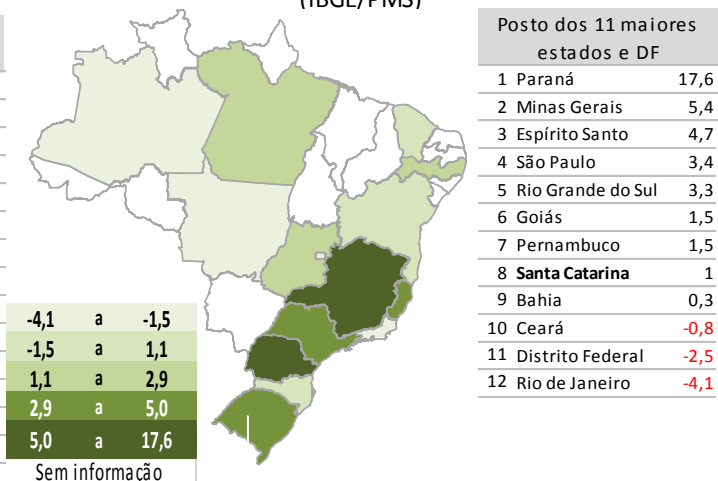 (IBGE/PMS)
Posto dos 11 maiores
estados e DF
1 Paraná 17,6
2 Minas Gerais 5,4
3 Espírito Santo 4,7
4 São Paulo 3,4
5 Rio Grande do Sul 3,3
6 Goiás 1,5
7 Pernambuco 1,5
8 Santa Catarina 1
9 Bahia 0,3
10 Ceará -0,8
11 Distrito Federal -2,5
12 Rio de Janeiro -4,1
-4,1 a -1,5
-1,5 a 1,1
1,1 a 2,9
2,9 a 5,0
5,0 a 17,6
Sem informação